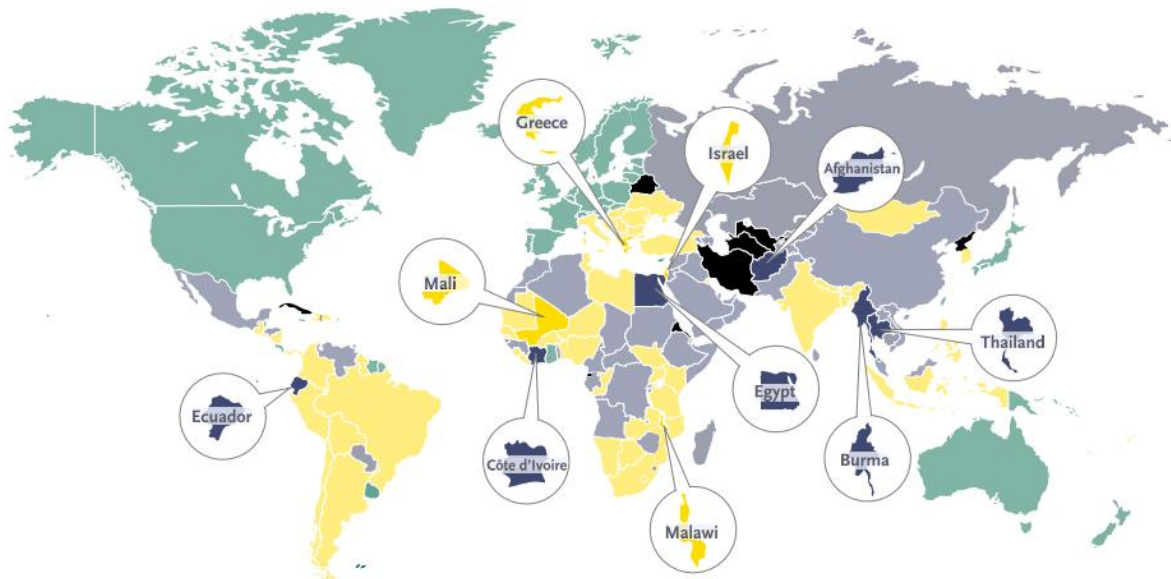 Greece
Israel
Afghanistan
Mali
Thailand
Ecuador
Egypt
Côte d'Ivoire
Burma
Malawi